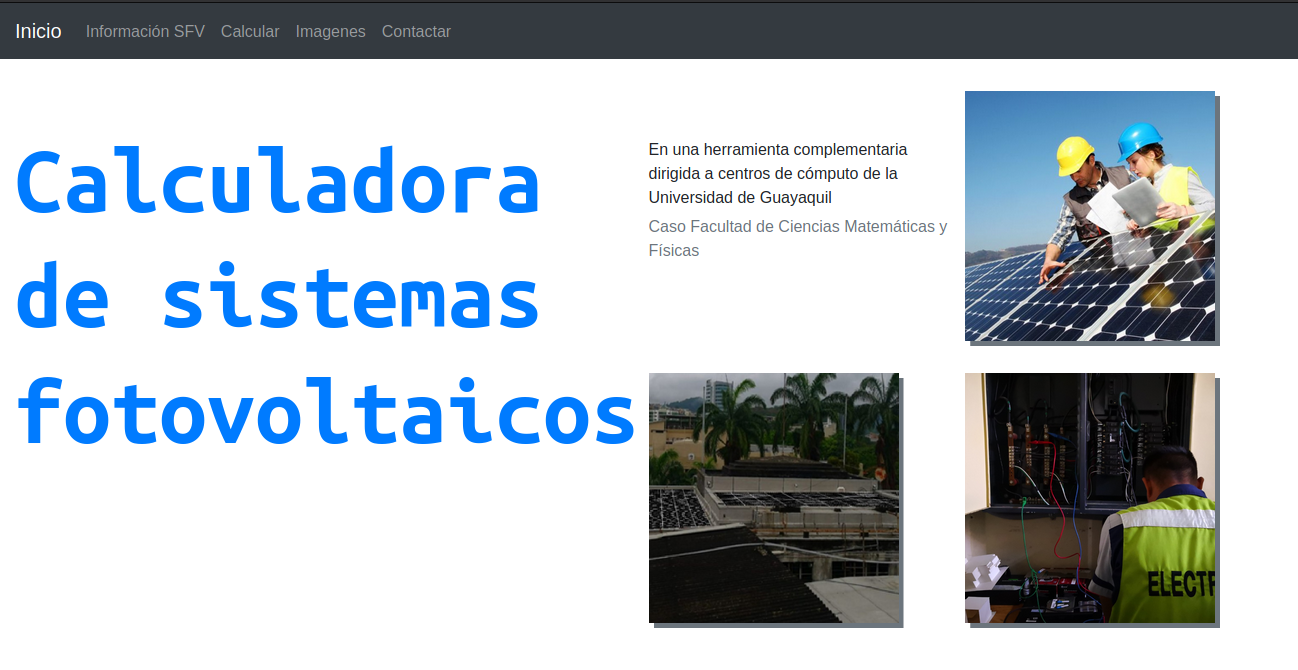 Inicio Información SFV Calcular Imagenes Contactar
Calculadora
de sistemas
fotovoltaicos
En una herramienta complementaria
dirigida a centros de cómputo de la
Universidad de Guayaquil
Caso Facultad de Ciencias Matemáticas y
Físicas
ELECTR